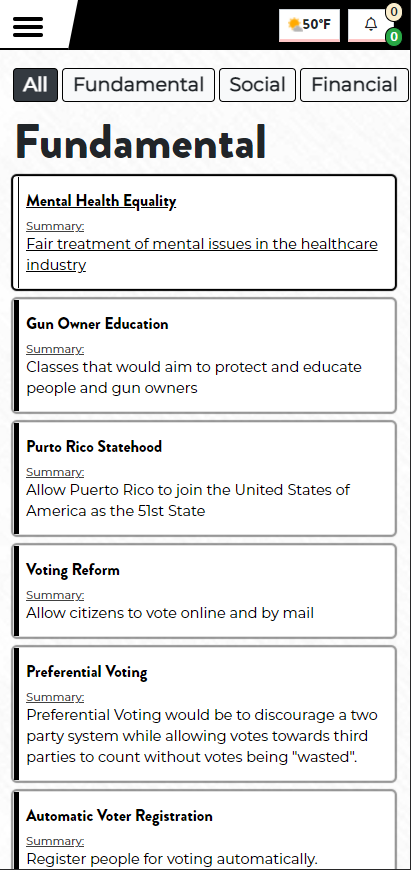 50°F
0
0
All Fundamental Social Financial
Fundamental
Mental Health Equality
Summary:
Fair treatment of mental issues in the healthcare
industry
Gun Owner Education
Summary:
Classes that would aim to protect and educate
people and gun owners
Purto Rico Statehood
Summary:
Allow Puerto Rico to join the United States of
America as the 51st State
Voting Reform
Summary:
Allow citizens to vote online and by mail
Preferential Voting
Summary:
Preferential Voting would be to discourage a two
party system while allowing votes towards third
parties to count without votes being "wasted".
Automatic Voter Registration
Summary:
Register people for voting automatically.